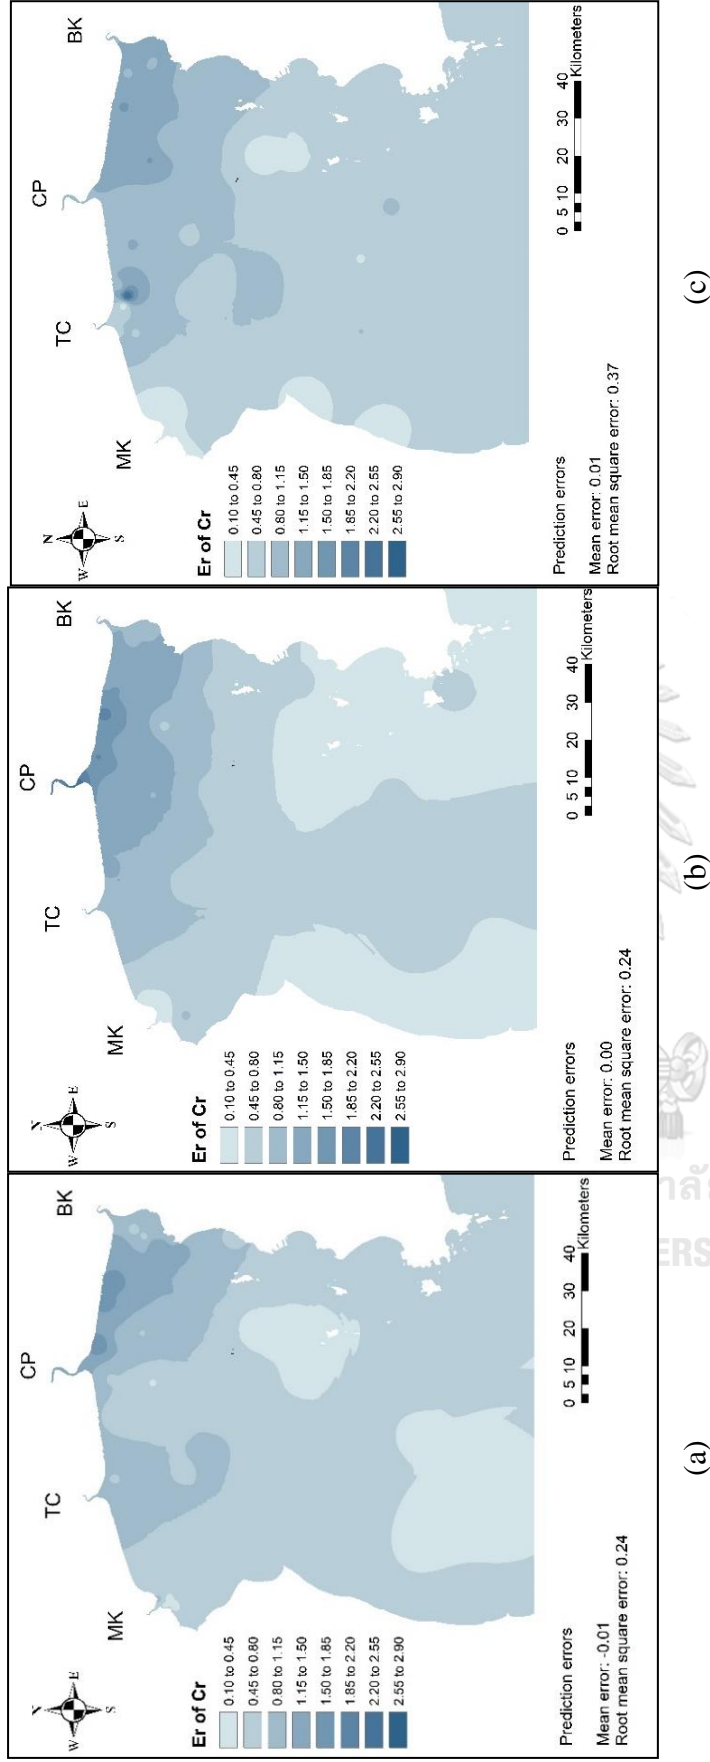 MK
TC
CP
BK
N
W
E
S
Er of Cr
0.10 to 0.45
0.45 to 0.80
0.80 to 1.15
1.15 to 1.50
1.50 to 1.85
1.85 to 2.20
2.20 to 2.55
2.55 to 2.90
Prediction errors
Mean error: -0.01
Root mean square error: 0.24
0 5 10 20 30 40
Kilometers
(a)
MK
TC
CP
BK
N
W
E
S
Er of Cr
0.10 to 0.45
0.45 to 0.80
0.80 to 1.15
1.15 to 1.50
1.50 to 1.85
1.85 to 2.20
2.20 to 2.55
2.55 to 2.90
Prediction errors
Mean error: 0.00
Root mean square error: 0.24
0 5 10 20 30 40
Kilometers
(b)
MK
TC
CP
BK
N
W
E
S
Er of Cr
0.10 to 0.45
0.45 to 0.80
0.80 to 1.15
1.15 to 1.50
1.50 to 1.85
1.85 to 2.20
2.20 to 2.55
2.55 to 2.90
Prediction errors
Mean error: 0.01
Root mean square error: 0.37
0 5 10 20 30 40
Kilometers
(c)